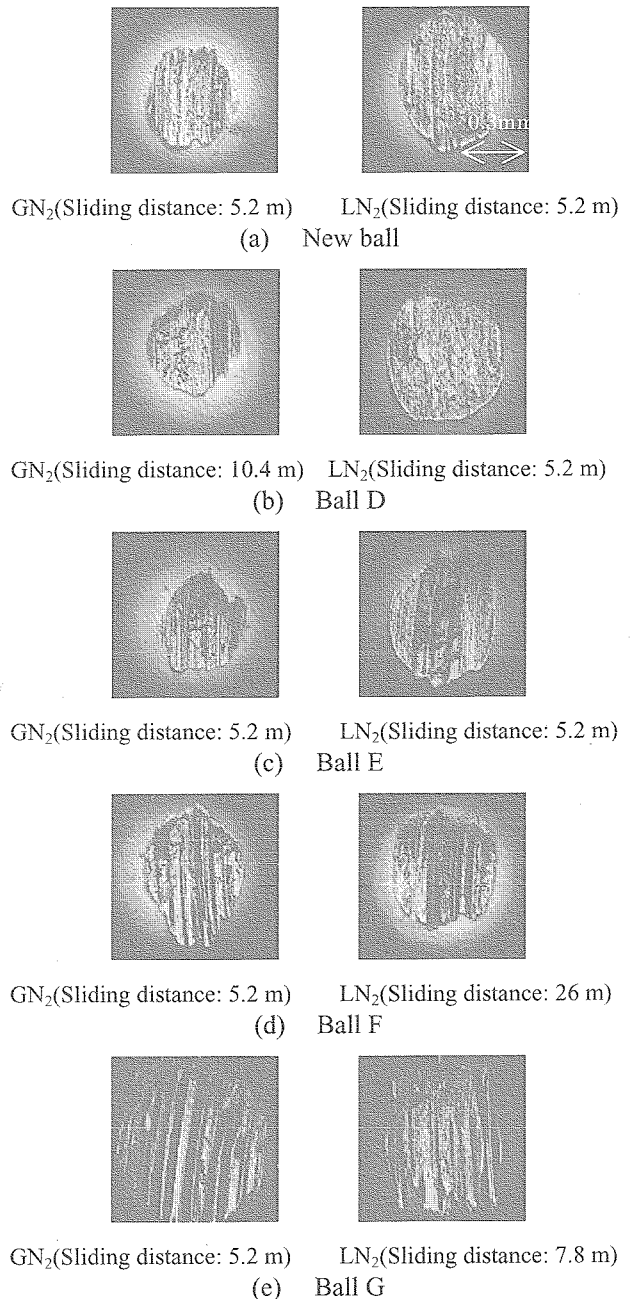 0.3mm
GN₂(Sliding distance: 5.2 m) LN₂(Sliding distance: 5.2 m)
(a) New ball
GN₂(Sliding distance: 10.4 m) LN₂(Sliding distance: 5.2 m)
(b) Ball D
GN₂(Sliding distance: 5.2 m) LN₂(Sliding distance: 5.2 m)
(c) Ball E
GN₂(Sliding distance: 5.2 m) LN₂(Sliding distance: 26 m)
(d) Ball F
GN₂(Sliding distance: 5.2 m) LN₂(Sliding distance: 7.8 m)
(e) Ball G